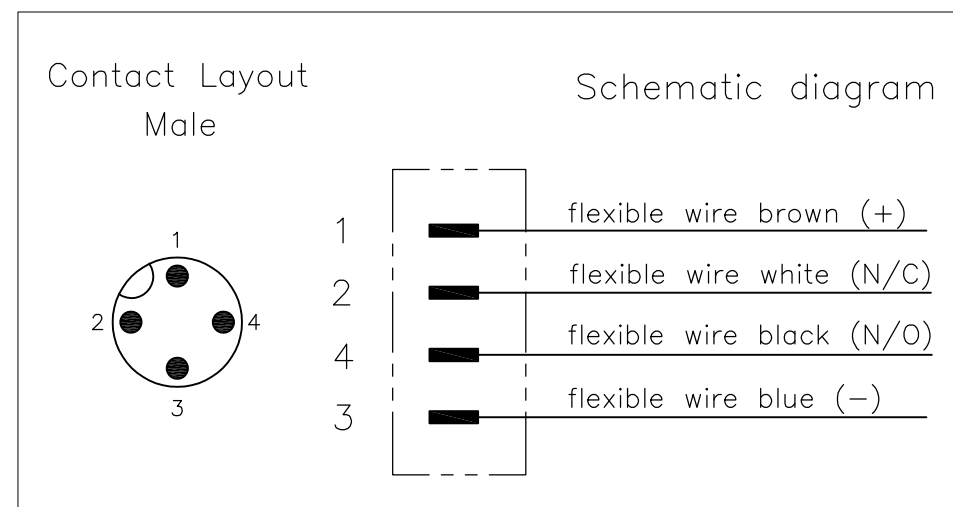 Contact Layout
Male
Schematic diagram
1
2
4
3
1 flexible wire brown (+)
2 flexible wire white (N/C)
4 flexible wire black (N/O)
3 flexible wire blue (−)